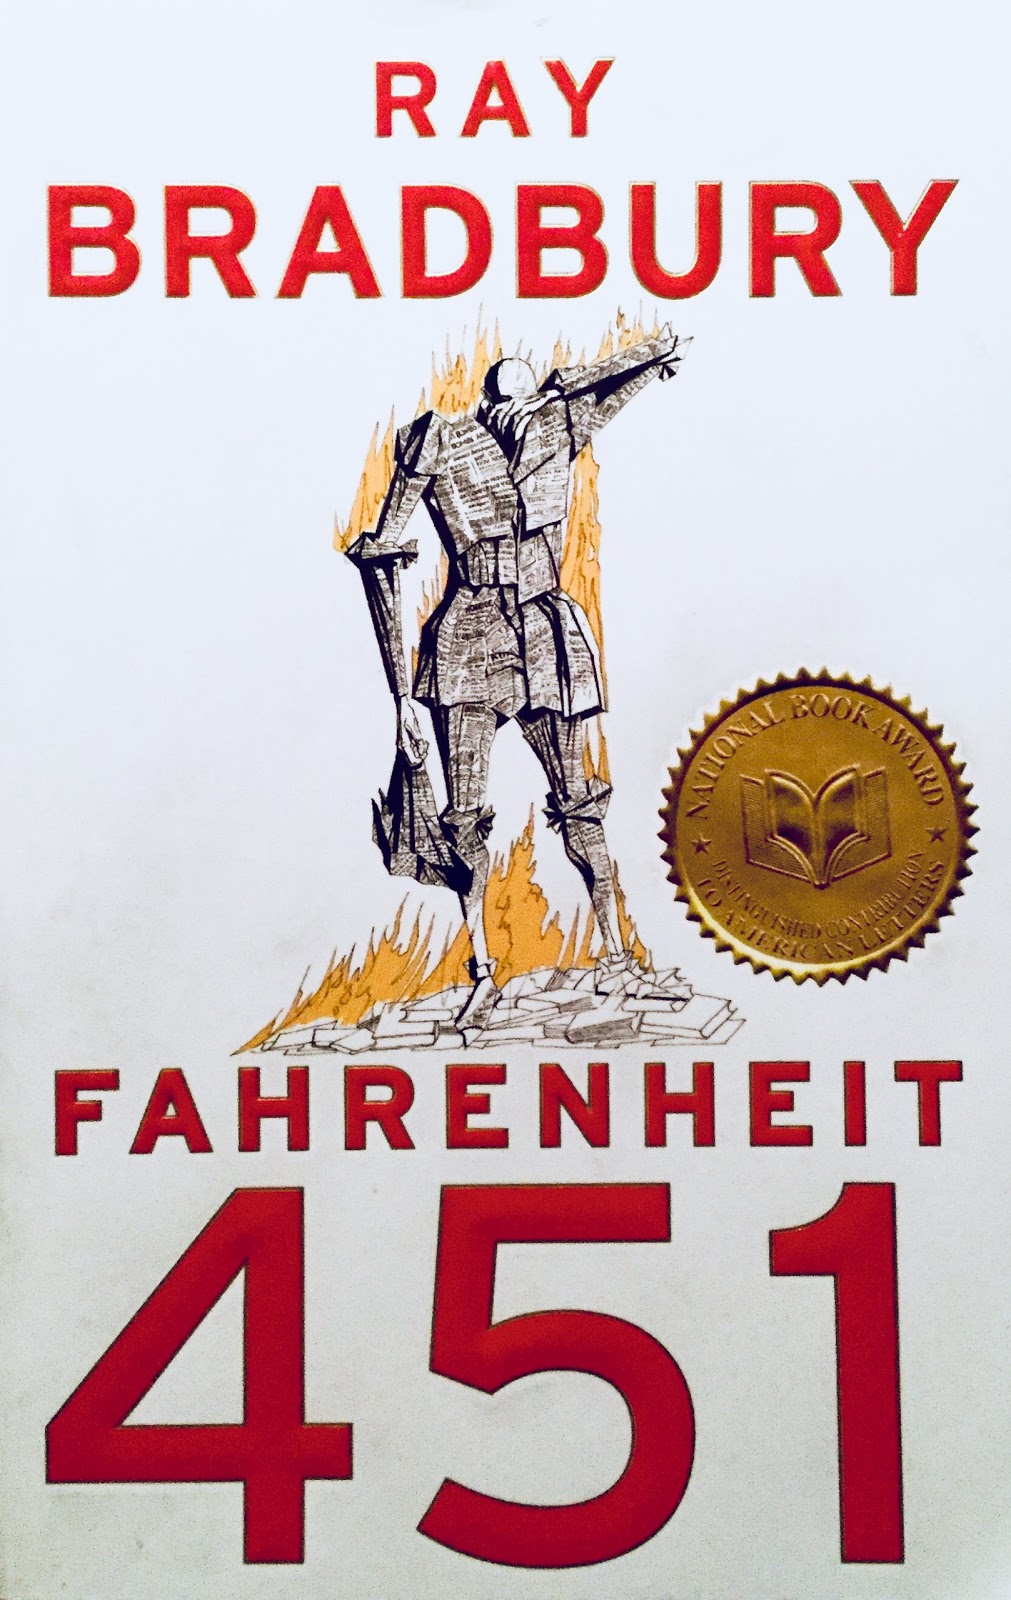 RAY
BRADBURY
NATIONAL BOOK AWARD
DISTINGUISHED CONTRIBUTION
TO AMERICAN LETTERS
FAHRENHEIT
451